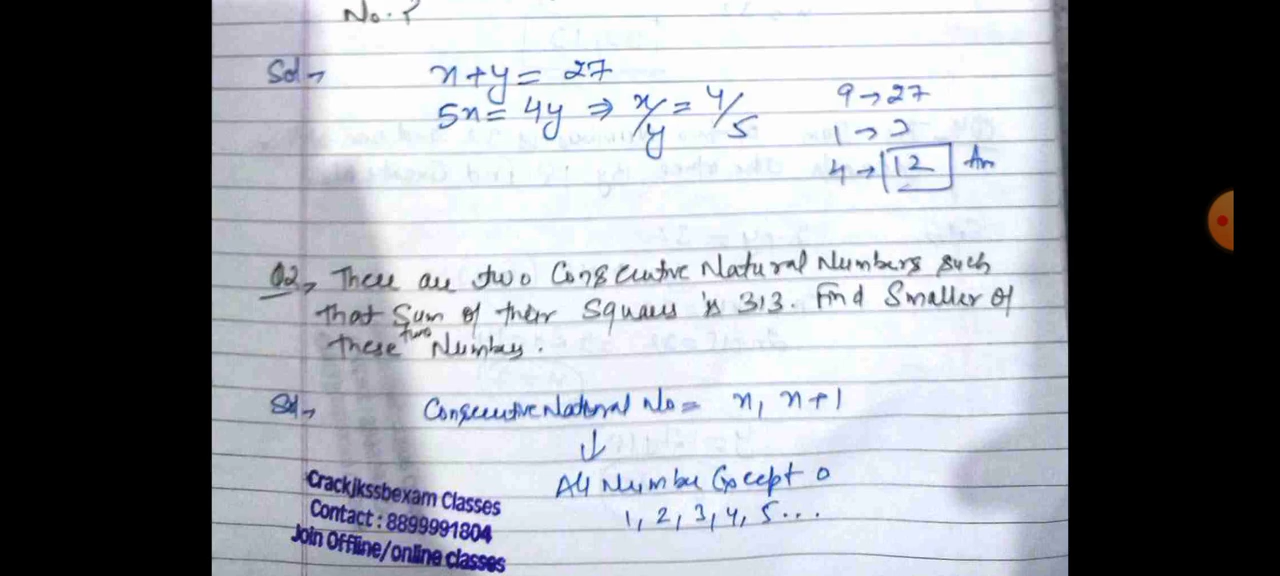 No.?
Sol→ x+y = 27
5x = 4y ⇒ x/y = 4/5
9→27
1→3
4→12 An
Q2, There are two Consecutive Natural Numbers such
that Sum of their Squares is 313. Find Smaller of
these two Numbers.
Sol→ Consecutive Natural No = x, x+1
↓
All Number Except 0
1, 2, 3, 4, 5...
Crackjkssbexam Classes
Contact : 8899991804
Join Offline/online classes